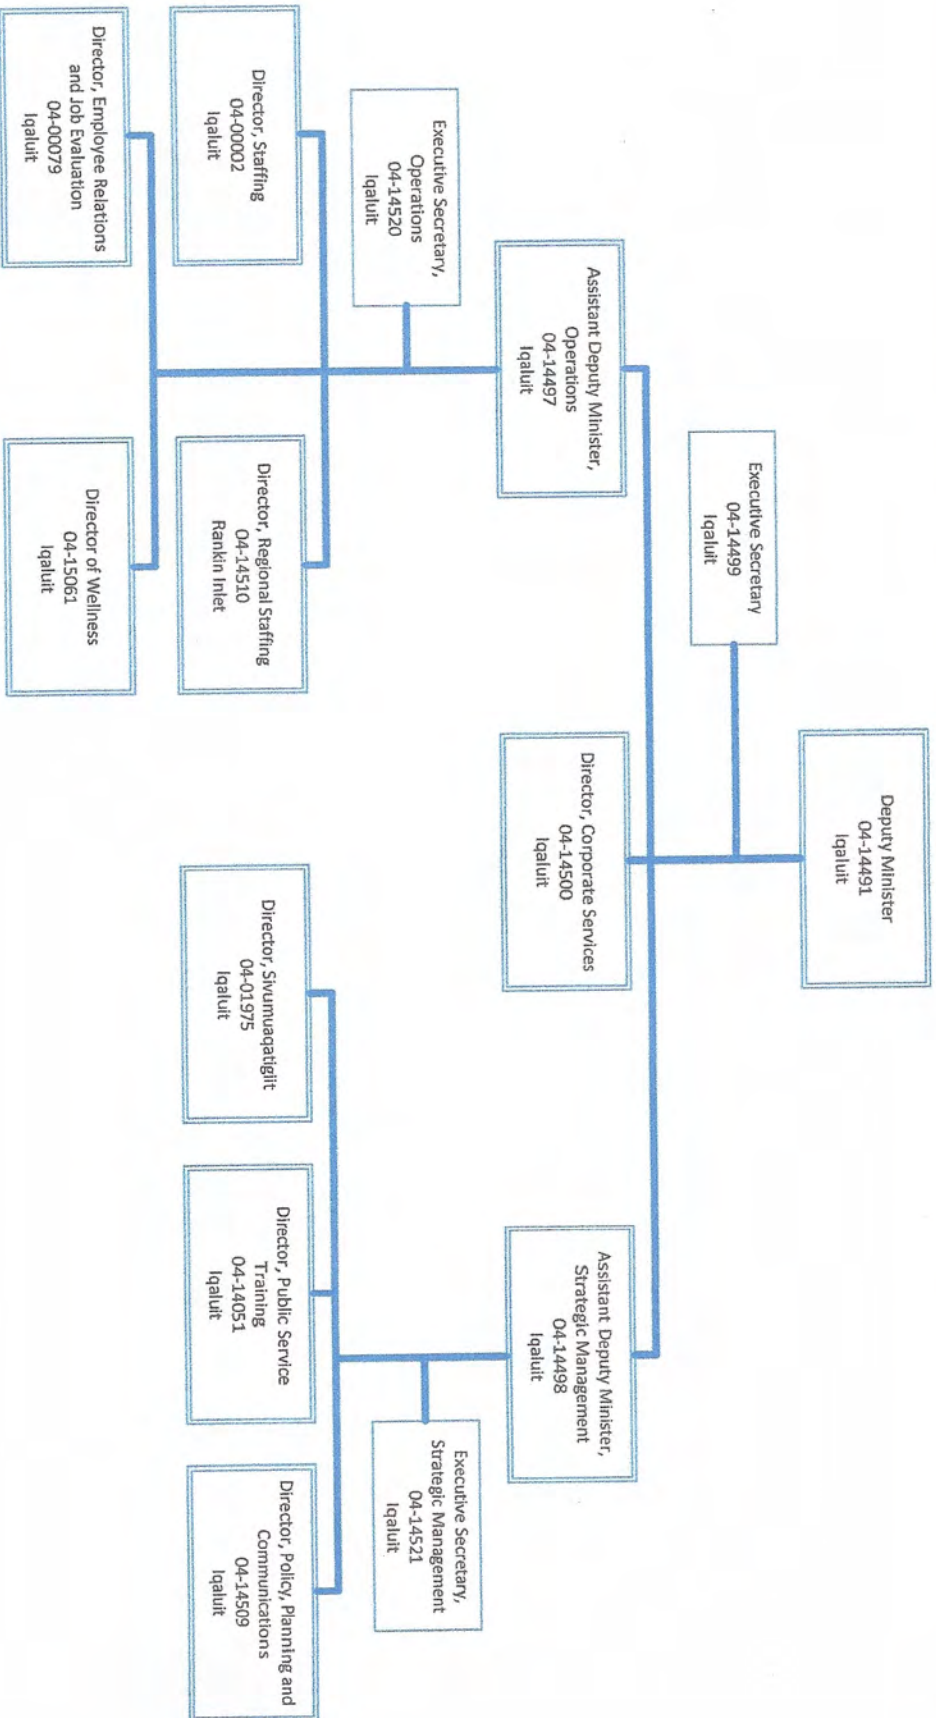 Deputy Minister
04-14491
Iqaluit
Executive Secretary
04-14499
Iqaluit
Assistant Deputy Minister,
Operations
04-14497
Iqaluit
Director, Corporate Services
04-14500
Iqaluit
Assistant Deputy Minister,
Strategic Management
04-14498
Iqaluit
Executive Secretary,
Operations
04-14520
Iqaluit
Executive Secretary,
Strategic Management
04-14521
Iqaluit
Director, Staffing
04-00002
Iqaluit
Director, Regional Staffing
04-14510
Rankin Inlet
Director, Sivumuaqatigiit
04-01975
Iqaluit
Director, Public Service
Training
04-14051
Iqaluit
Director, Policy, Planning and
Communications
04-14509
Iqaluit
Director, Employee Relations
and Job Evaluation
04-00079
Iqaluit
Director of Wellness
04-15061
Iqaluit